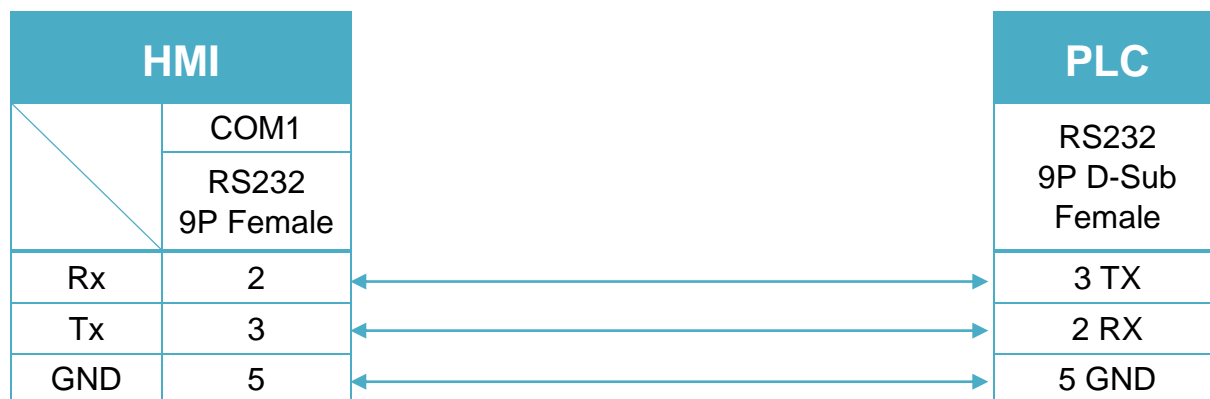 HMI
PLC
COM1
RS232
9P Female
RS232
9P D-Sub
Female
Rx 2 3 TX
Tx 3 2 RX
GND 5 5 GND